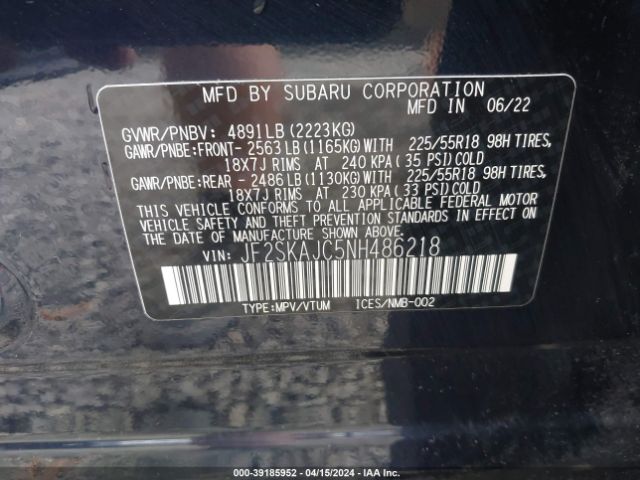 MFD BY SUBARU CORPORATION
MFD IN 06/22
GVWR/PNBV: 4891LB (2223KG)
GAWR/PNBE:FRONT- 2563LB (1165KG) WITH 225/55R18 98H TIRES,
18X7J RIMS AT 240 KPA (35 PSI) COLD
GAWR/PNBE:REAR - 2486LB (1130KG) WITH 225/55R18 98H TIRES,
18X7J RIMS AT 230 KPA (33 PSI) COLD
THIS VEHICLE CONFORMS TO ALL APPLICABLE FEDERAL MOTOR
VEHICLE SAFETY AND THEFT PREVENTION STANDARDS IN EFFECT
ON THE DATE OF MANUFACTURE SHOWN ABOVE.
VIN: JF2SKAJC5NH486218
TYPE:MPV/VTUM ICES/NMB-002
000-39185952 - 04/15/2024 - IAA Inc.